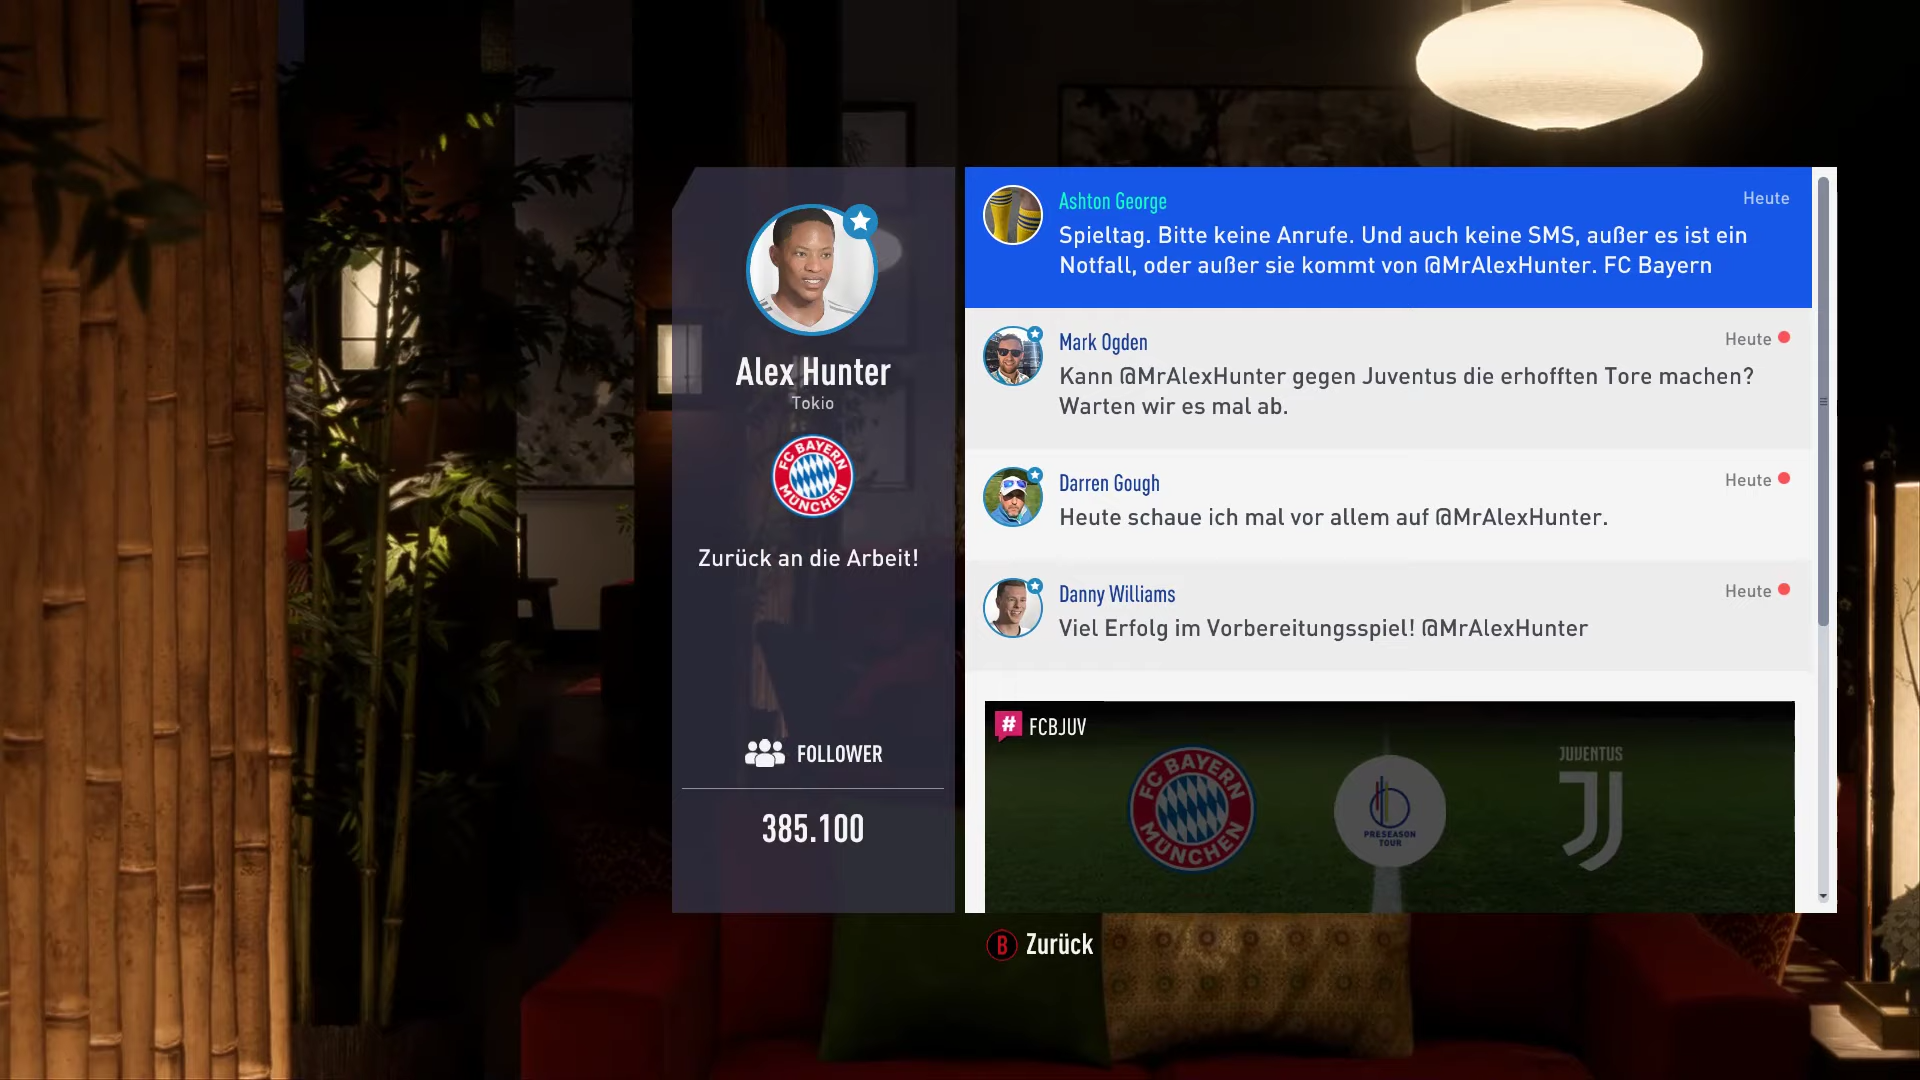 Alex Hunter
Tokio
FC BAYERN
MÜNCHEN
Zurück an die Arbeit!
FOLLOWER
385.100
Ashton George
Heute
Spieltag. Bitte keine Anrufe. Und auch keine SMS, außer es ist ein
Notfall, oder außer sie kommt von @MrAlexHunter. FC Bayern
Mark Ogden
Heute
Kann @MrAlexHunter gegen Juventus die erhofften Tore machen?
Warten wir es mal ab.
Darren Gough
Heute
Heute schaue ich mal vor allem auf @MrAlexHunter.
Danny Williams
Heute
Viel Erfolg im Vorbereitungsspiel! @MrAlexHunter
# FCBJUV
FC BAYERN
MÜNCHEN
PRESEASON
TOUR
JUVENTUS
B Zurück